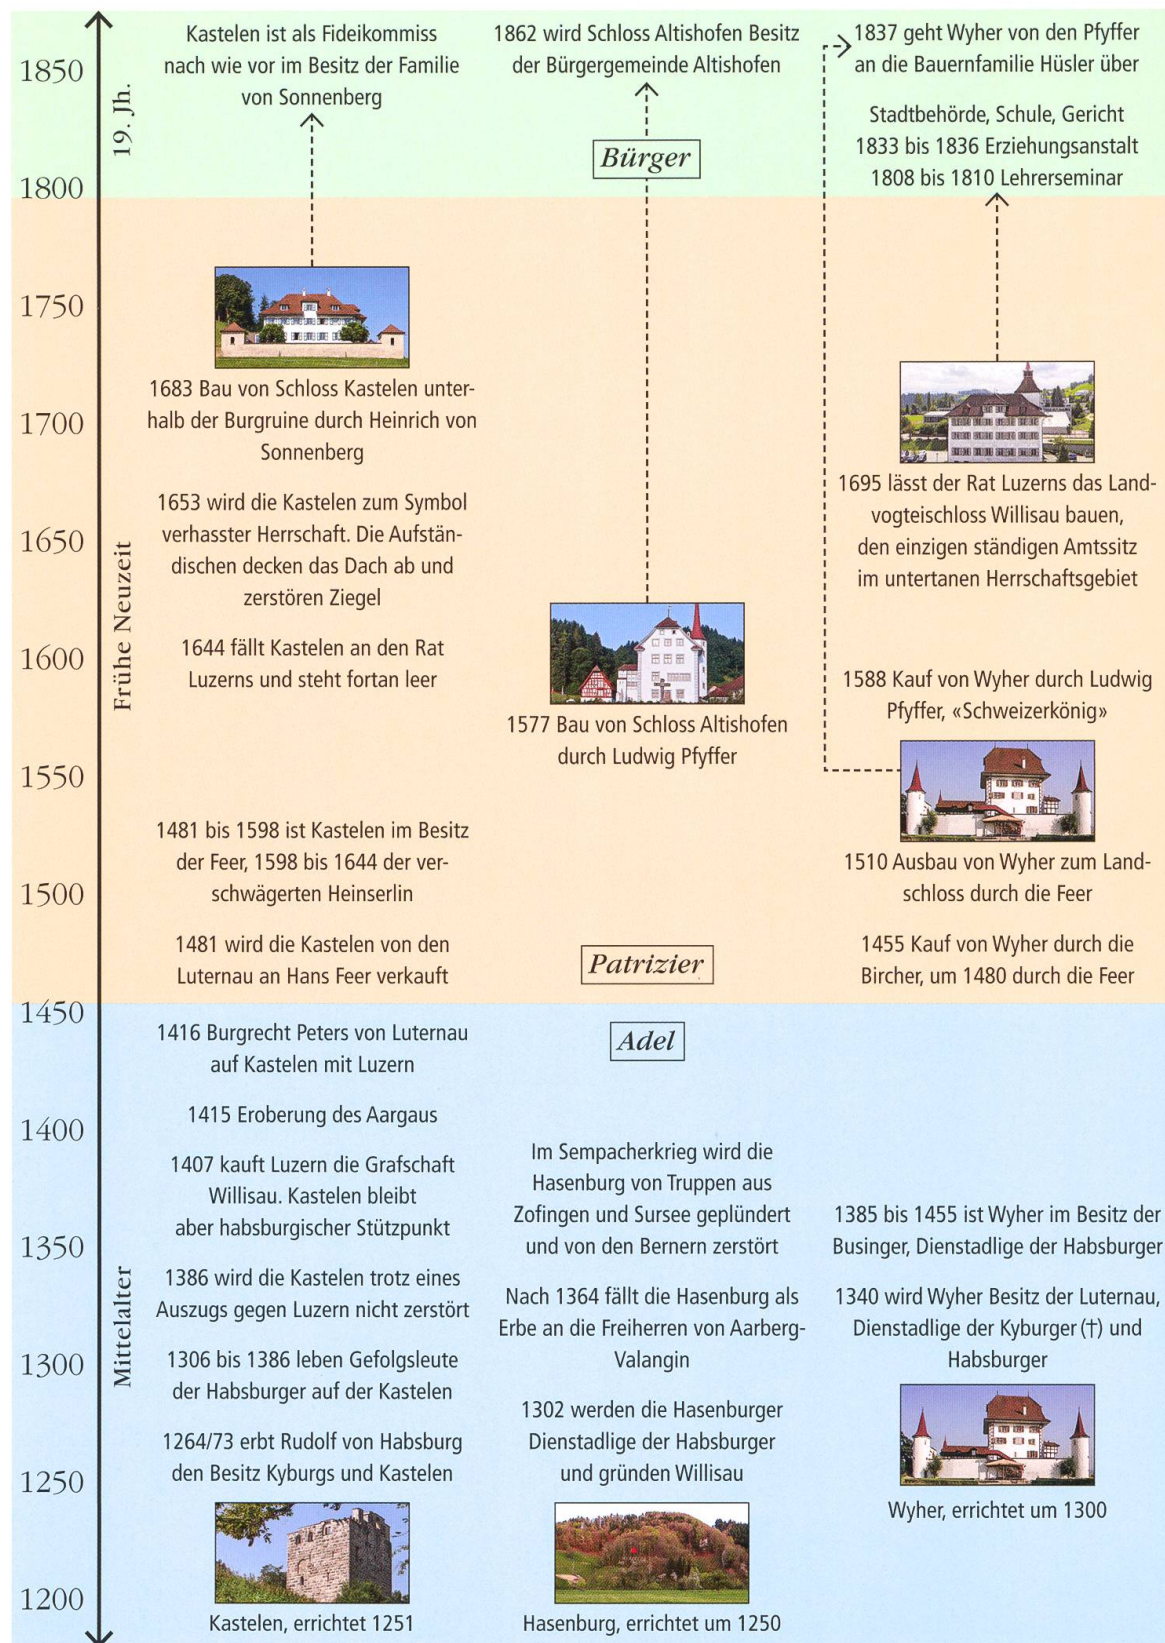 1850
1800
1750
1700
1650
1600
1550
1500
1450
1400
1350
1300
1250
1200
19. Jh.
Frühe Neuzeit
Mittelalter
Kastelen ist als Fideikommiss
nach wie vor im Besitz der Familie
von Sonnenberg
1683 Bau von Schloss Kastelen unter-
halb der Burgruine durch Heinrich von
Sonnenberg
1653 wird die Kastelen zum Symbol
verhasster Herrschaft. Die Aufstän-
dischen decken das Dach ab und
zerstören Ziegel
1644 fällt Kastelen an den Rat
Luzerns und steht fortan leer
1481 bis 1598 ist Kastelen im Besitz
der Feer, 1598 bis 1644 der ver-
schwägerten Heinserlin
1481 wird die Kastelen von den
Luternau an Hans Feer verkauft
1416 Burgrecht Peters von Luternau
auf Kastelen mit Luzern
1415 Eroberung des Aargaus
1407 kauft Luzern die Grafschaft
Willisau. Kastelen bleibt
aber habsburgischer Stützpunkt
1386 wird die Kastelen trotz eines
Auszugs gegen Luzern nicht zerstört
1306 bis 1386 leben Gefolgsleute
der Habsburger auf der Kastelen
1264/73 erbt Rudolf von Habsburg
den Besitz Kyburgs und Kastelen
Kastelen, errichtet 1251
1862 wird Schloss Altishofen Besitz
der Bürgergemeinde Altishofen
Bürger
1577 Bau von Schloss Altishofen
durch Ludwig Pfyffer
Patrizier
Adel
Im Sempacherkrieg wird die
Hasenburg von Truppen aus
Zofingen und Sursee geplündert
und von den Bernern zerstört
Nach 1364 fällt die Hasenburg als
Erbe an die Freiherren von Aarberg-
Valangin
1302 werden die Hasenburger
Dienstadlige der Habsburger
und gründen Willisau
Hasenburg, errichtet um 1250
1837 geht Wyher von den Pfyffer
an die Bauernfamilie Hüsler über
Stadtbehörde, Schule, Gericht
1833 bis 1836 Erziehungsanstalt
1808 bis 1810 Lehrerseminar
1695 lässt der Rat Luzerns das Land-
vogteischloss Willisau bauen,
den einzigen ständigen Amtssitz
im untertanen Herrschaftsgebiet
1588 Kauf von Wyher durch Ludwig
Pfyffer, «Schweizerkönig»
1510 Ausbau von Wyher zum Land-
schloss durch die Feer
1455 Kauf von Wyher durch die
Bircher, um 1480 durch die Feer
1385 bis 1455 ist Wyher im Besitz der
Businger, Dienstadlige der Habsburger
1340 wird Wyher Besitz der Luternau,
Dienstadlige der Kyburger (†) und
Habsburger
Wyher, errichtet um 1300